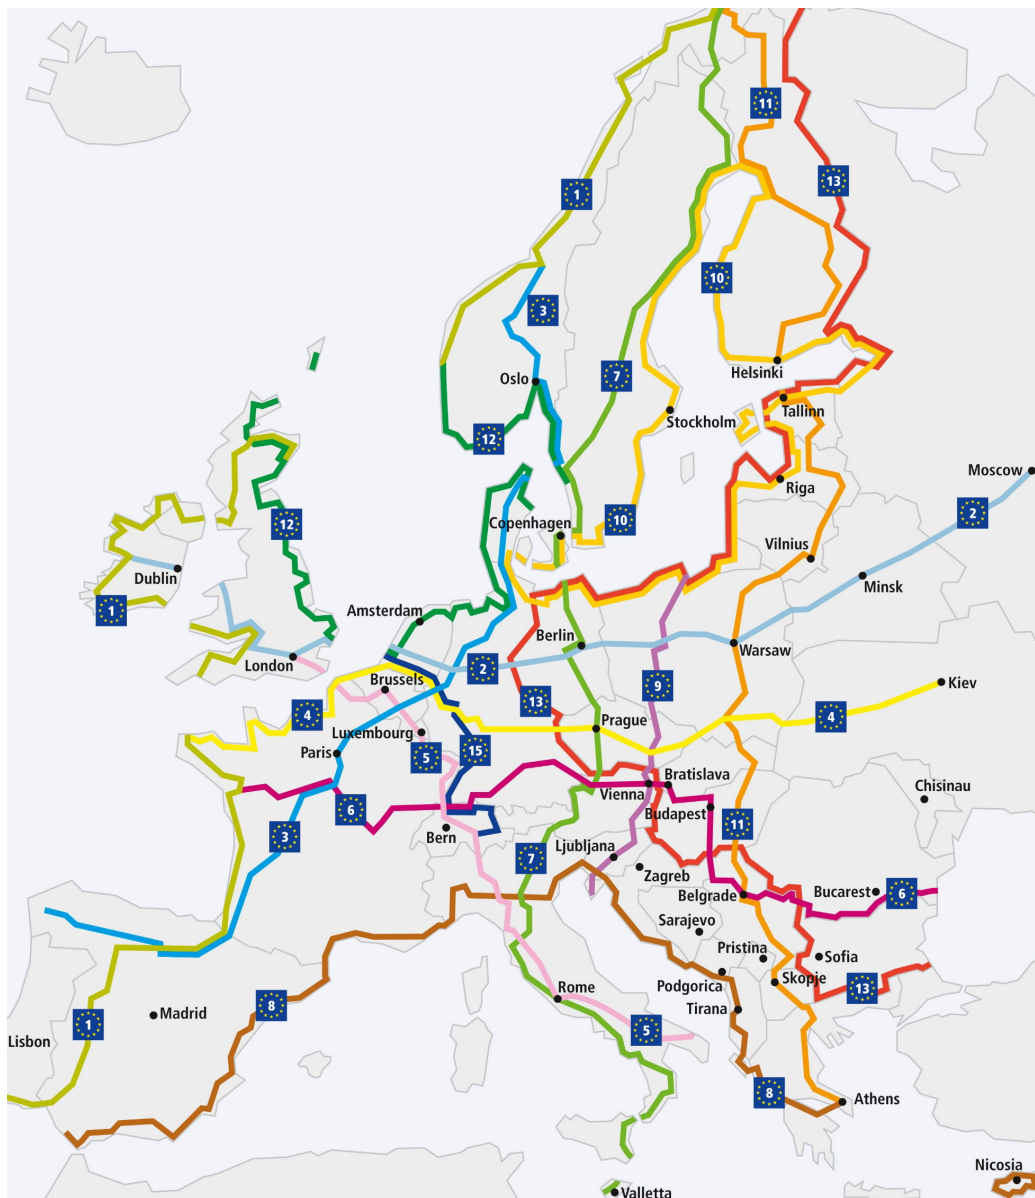 11
13
1
10
3
7
Helsinki
Oslo
Tallinn
Stockholm
12
Moscow
Riga
2
10
Copenhagen
12
Vilnius
Dublin
Minsk
1
Amsterdam
Berlin
Warsaw
London
2
Brussels
9
Kiev
13
4
4
Prague
Luxembourg
15
Paris
5
Bratislava
Vienna
Chisinau
6
Budapest
11
Bern
3
Ljubljana
7
Zagreb
Bucarest
6
Belgrade
Sarajevo
Pristina
Sofia
Podgorica
Skopje
Rome
13
8
Tirana
Madrid
1
5
Lisbon
8
Athens
Nicosia
Valletta